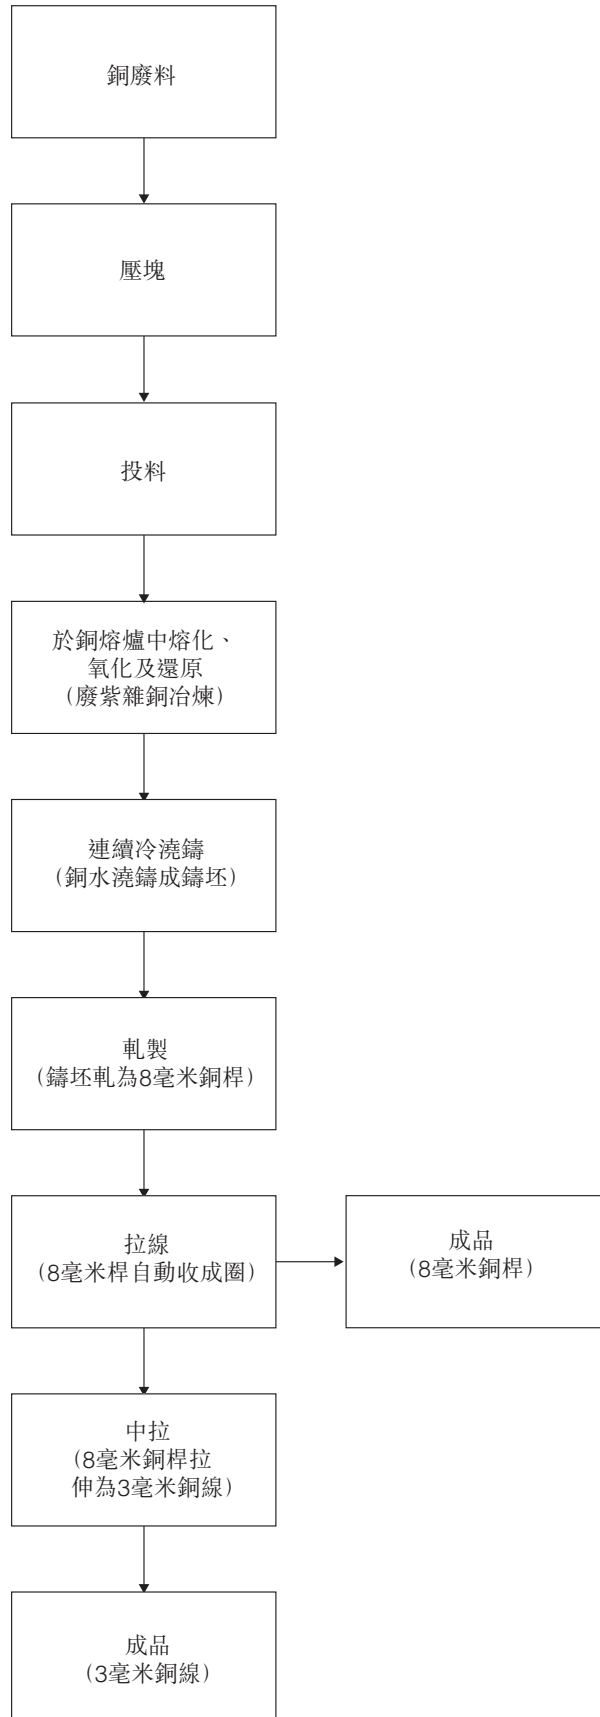 銅廢料
壓塊
投料
於銅熔爐中熔化、
氧化及還原
（廢紫雜銅冶煉）
連續冷澆鑄
（銅水澆鑄成鑄坯）
軋製
（鑄坯軋為8毫米銅桿）
拉線
（8毫米桿自動收成圈）
成品
（8毫米銅桿）
中拉
（8毫米銅桿拉
伸為3毫米銅線）
成品
（3毫米銅線）